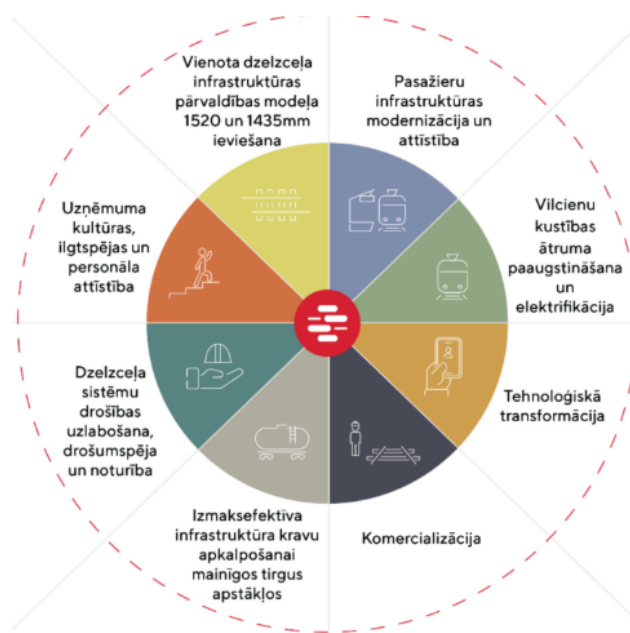 Vienota dzelzceļa
infrastruktūras
pārvaldības modeļa
1520 un 1435mm
ieviešana
Pasažieru
infrastruktūras
modernizācija un
attīstība
Vilcienu
kustības
ātruma
paaugstināšana
un
elektrifikācija
Tehnoloģiskā
transformācija
Komercializācija
Izmaksefektīva
infrastruktūra kravu
apkalpošanai
mainīgos tirgus
apstākļos
Dzelzceļa
sistēmu
drošības
uzlabošana,
drošumspēja
un noturība
Uzņēmuma
kultūras,
ilgtspējas un
personāla
attīstība